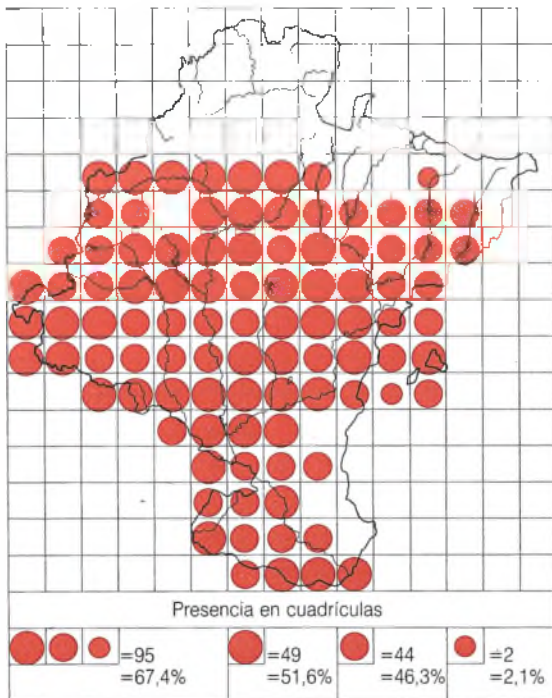 Presencia en cuadrículas
=95 =49 =44 =2
=67,4% =51,6% =46,3% =2,1%